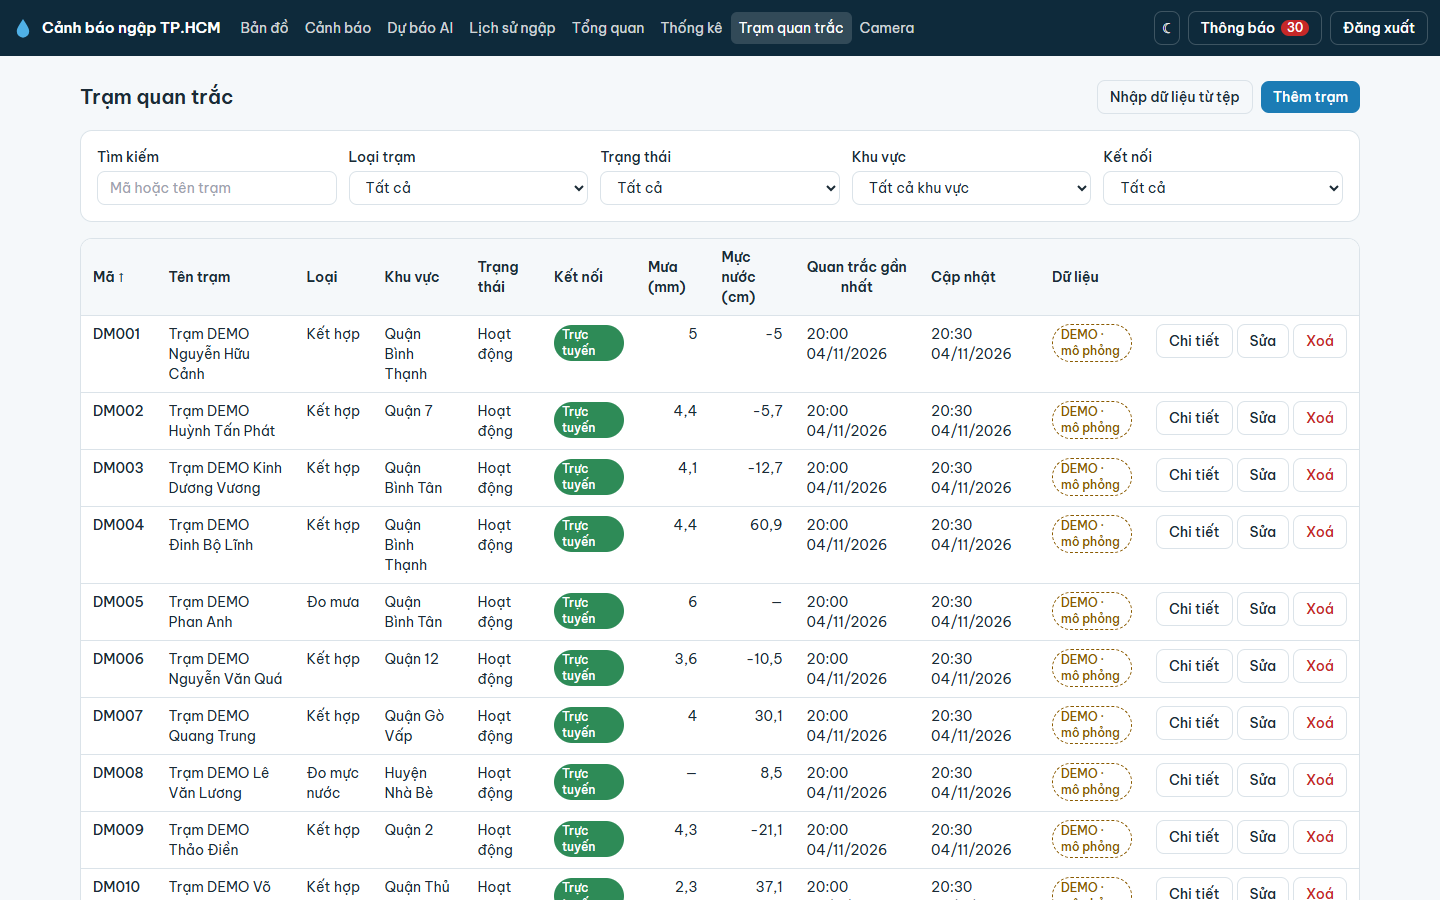 Cảnh báo ngập TP.HCM Bản đồ Cảnh báo Dự báo AI Lịch sử ngập Tổng quan Thống kê Trạm quan trắc Camera Thông báo 30 Đăng xuất
Trạm quan trắc Nhập dữ liệu từ tệp Thêm trạm
Tìm kiếm Loại trạm Trạng thái Khu vực Kết nối
Mã hoặc tên trạm Tất cả Tất cả Tất cả khu vực Tất cả
Mã ↑ Tên trạm Loại Khu vực Trạng thái Kết nối Mưa (mm) Mực nước (cm) Quan trắc gần nhất Cập nhật Dữ liệu
DM001 Trạm DEMO Nguyễn Hữu Cảnh Kết hợp Quận Bình Thạnh Hoạt động Trực tuyến 5 -5 20:00 04/11/2026 20:30 04/11/2026 DEMO · mô phỏng Chi tiết Sửa Xoá
DM002 Trạm DEMO Huỳnh Tấn Phát Kết hợp Quận 7 Hoạt động Trực tuyến 4,4 -5,7 20:00 04/11/2026 20:30 04/11/2026 DEMO · mô phỏng Chi tiết Sửa Xoá
DM003 Trạm DEMO Kinh Dương Vương Kết hợp Quận Bình Tân Hoạt động Trực tuyến 4,1 -12,7 20:00 04/11/2026 20:30 04/11/2026 DEMO · mô phỏng Chi tiết Sửa Xoá
DM004 Trạm DEMO Đinh Bộ Lĩnh Kết hợp Quận Bình Thạnh Hoạt động Trực tuyến 4,4 60,9 20:00 04/11/2026 20:30 04/11/2026 DEMO · mô phỏng Chi tiết Sửa Xoá
DM005 Trạm DEMO Phan Anh Đo mưa Quận Bình Tân Hoạt động Trực tuyến 6 — 20:00 04/11/2026 20:30 04/11/2026 DEMO · mô phỏng Chi tiết Sửa Xoá
DM006 Trạm DEMO Nguyễn Văn Quá Kết hợp Quận 12 Hoạt động Trực tuyến 3,6 -10,5 20:00 04/11/2026 20:30 04/11/2026 DEMO · mô phỏng Chi tiết Sửa Xoá
DM007 Trạm DEMO Quang Trung Kết hợp Quận Gò Vấp Hoạt động Trực tuyến 4 30,1 20:00 04/11/2026 20:30 04/11/2026 DEMO · mô phỏng Chi tiết Sửa Xoá
DM008 Trạm DEMO Lê Văn Lương Đo mực nước Huyện Nhà Bè Hoạt động Trực tuyến — 8,5 20:00 04/11/2026 20:30 04/11/2026 DEMO · mô phỏng Chi tiết Sửa Xoá
DM009 Trạm DEMO Thảo Điền Kết hợp Quận 2 Hoạt động Trực tuyến 4,3 -21,1 20:00 04/11/2026 20:30 04/11/2026 DEMO · mô phỏng Chi tiết Sửa Xoá
DM010 Trạm DEMO Võ Kết hợp Quận Thủ Hoạt Trực tuyến 2,3 37,1 20:00 20:30 DEMO · Chi tiết Sửa Xoá